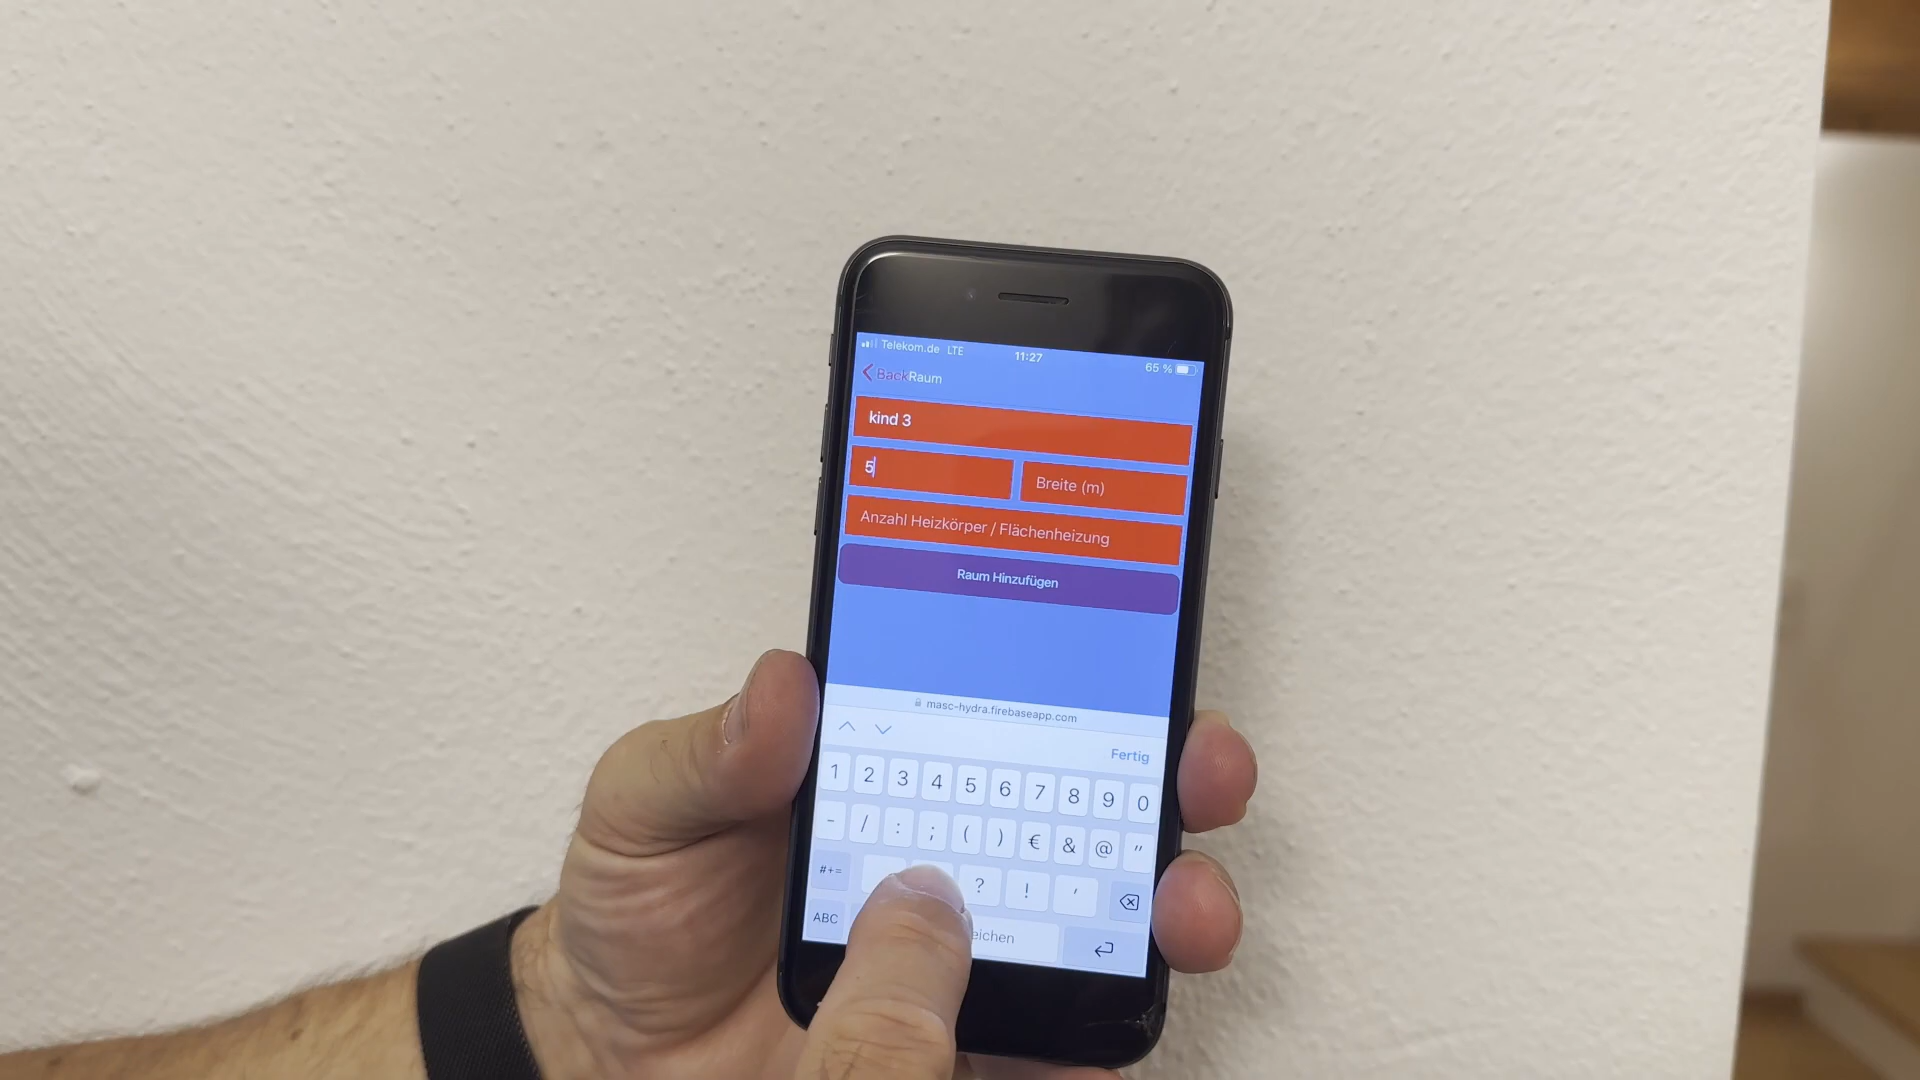 Telekom.de LTE 11:27 65 %
Back Raum
kind 3
5 Breite (m)
Anzahl Heizkörper / Flächenheizung
Raum Hinzufügen
masc-hydra.firebaseapp.com
Fertig
1 2 3 4 5 6 7 8 9 0
- / : ; ( ) € & @ "
#+= ? ! '
ABC eichen